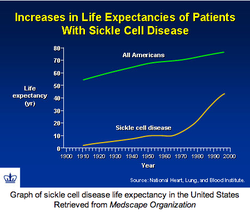 Increases in Life Expectancies of Patients
With Sickle Cell Disease
80
70
60
50
40
30
20
10
0
Life
expectancy
(yr)
All Americans
Sickle cell disease
1900 1910 1920 1930 1940 1950 1960 1970 1980 1990 2000
Year
Source: National Heart, Lung, and Blood Institute.
Graph of sickle cell disease life expectancy in the United States
Retrieved from Medscape Organization